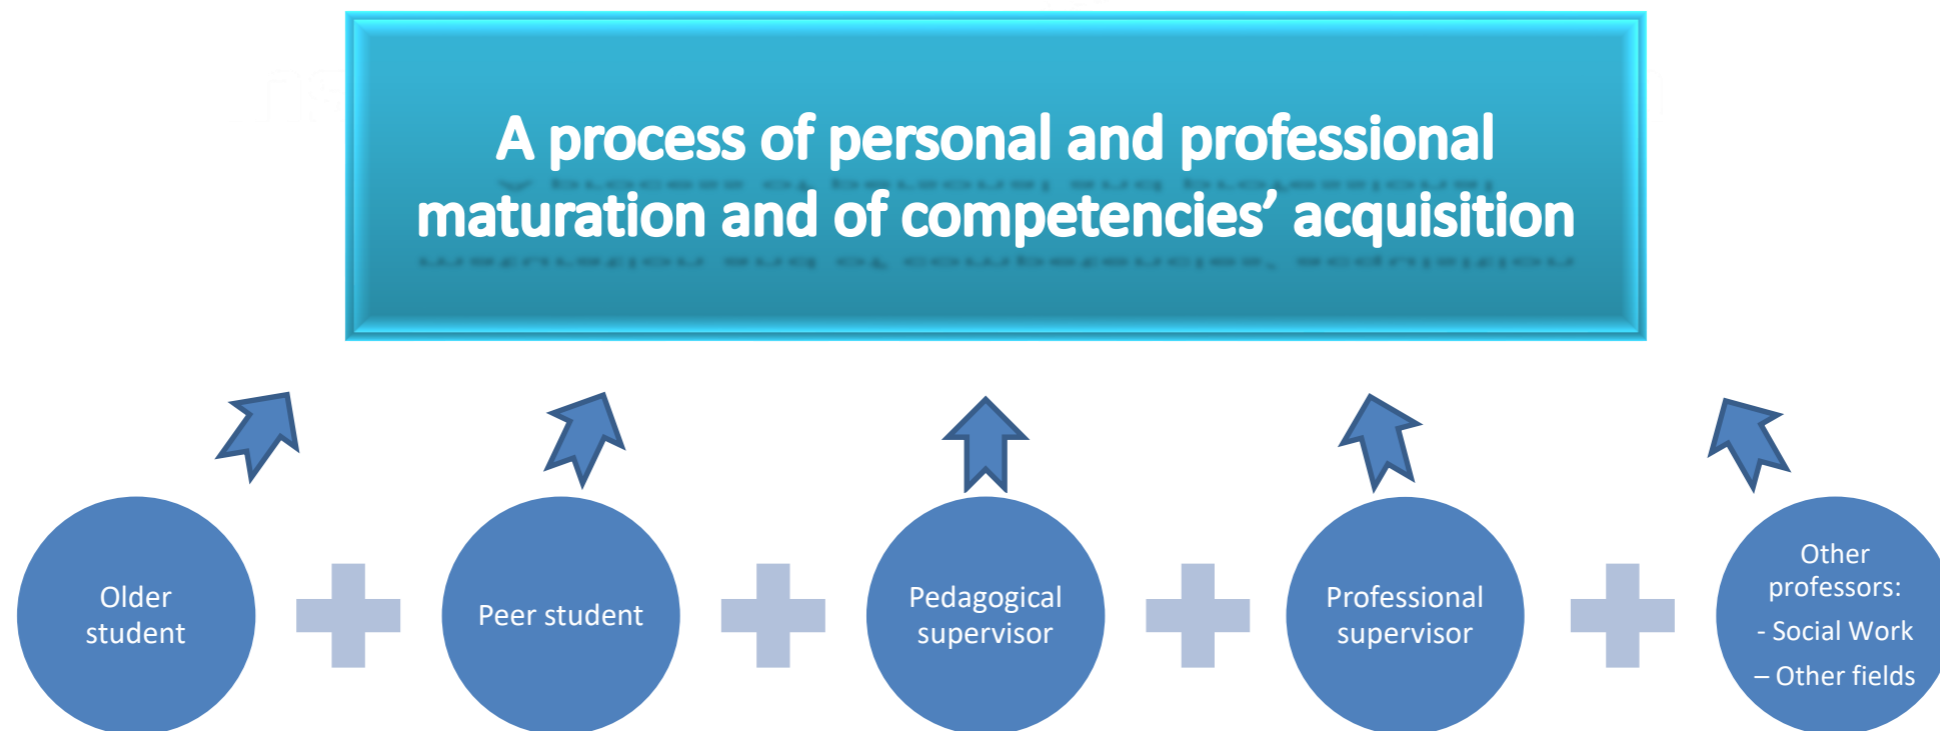 A process of personal and professional
maturation and of competencies’ acquisition
Older
student
Peer student
Pedagogical
supervisor
Professional
supervisor
Other
professors:
- Social Work
– Other fields